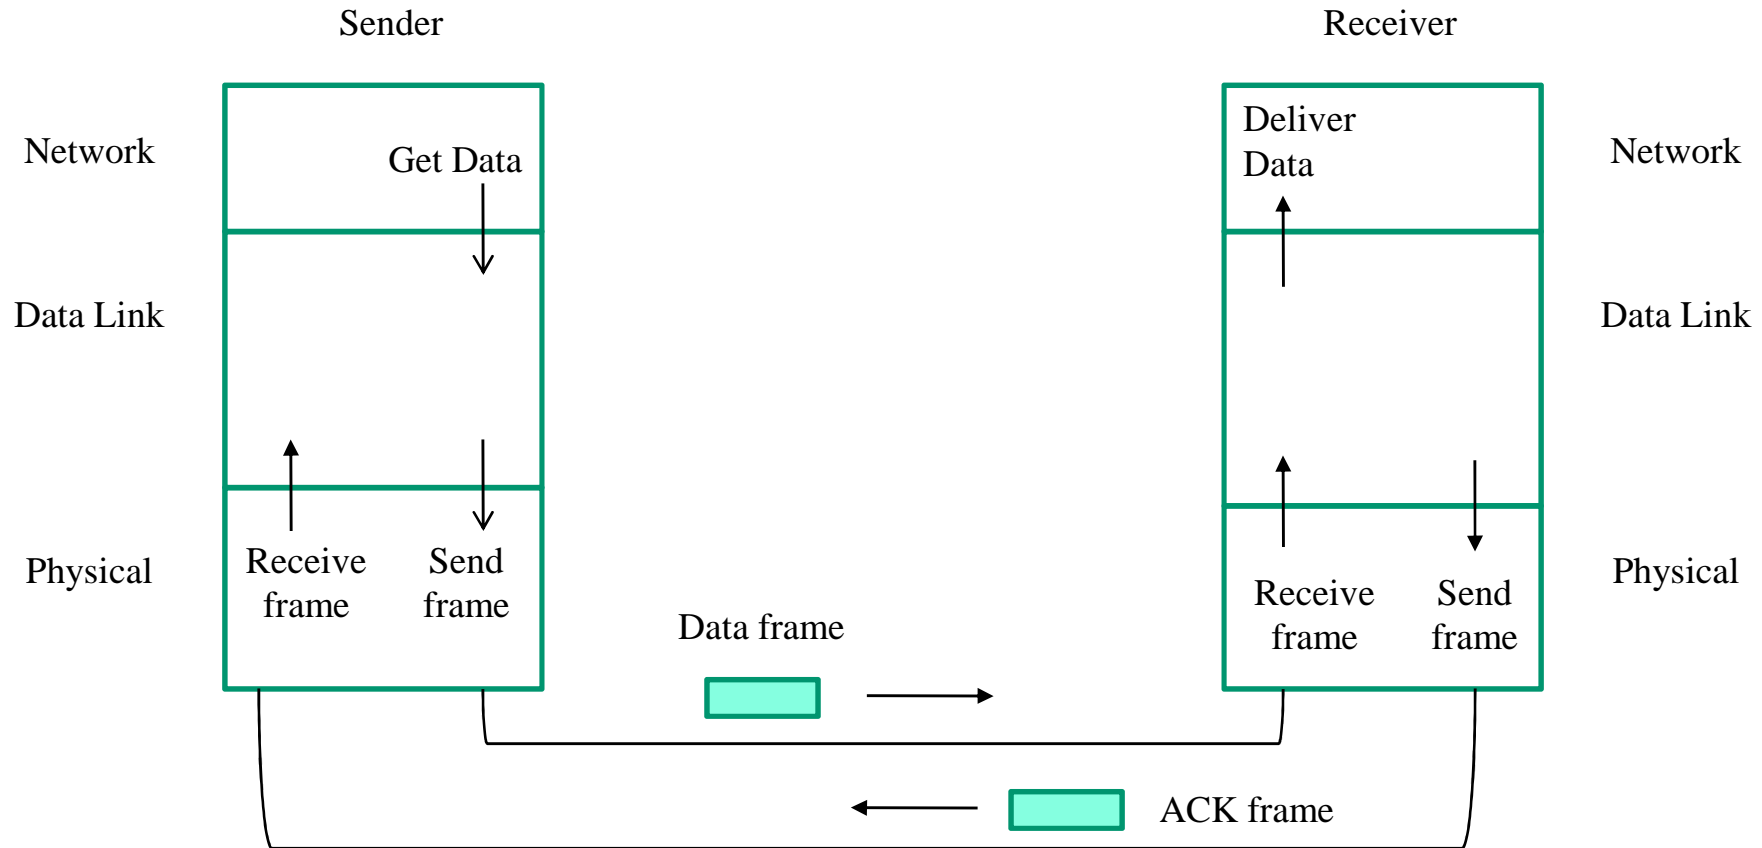 Sender
Receiver
Network
Get Data
Deliver
Data
Network
Data Link
Data Link
Physical
Receive
frame
Send
frame
Data frame
Receive
frame
Send
frame
Physical
ACK frame